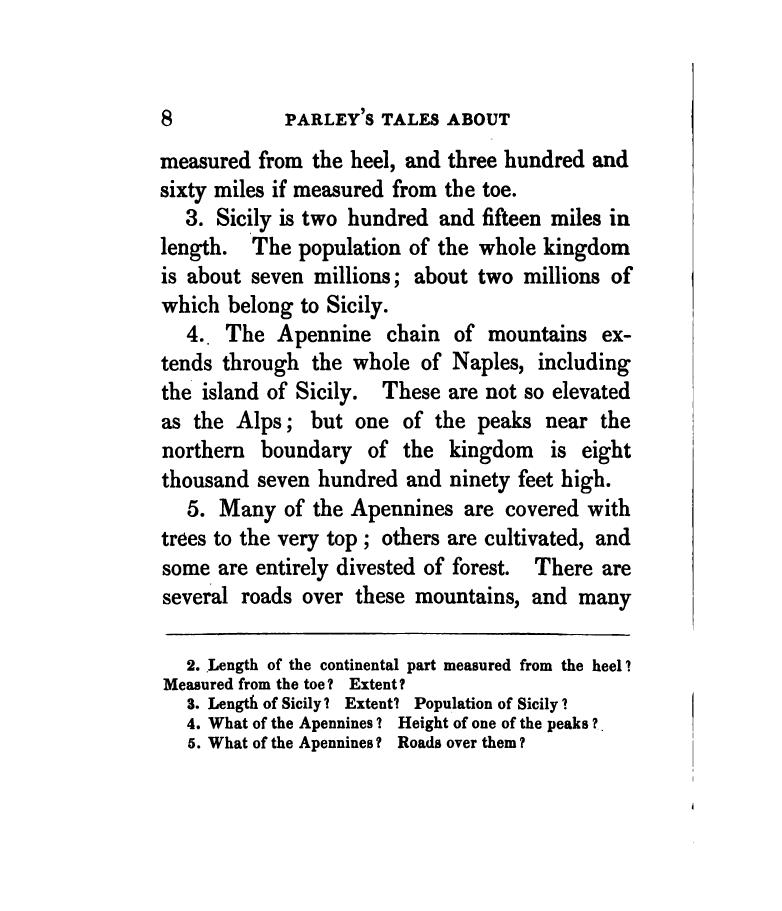 8 PARLEY'S TALES ABOUT
measured from the heel, and three hundred and
sixty miles if measured from the toe.
3. Sicily is two hundred and fifteen miles in
length. The population of the whole kingdom
is about seven millions; about two millions of
which belong to Sicily.
4. The Apennine chain of mountains ex-
tends through the whole of Naples, including
the island of Sicily. These are not so elevated
as the Alps; but one of the peaks near the
northern boundary of the kingdom is eight
thousand seven hundred and ninety feet high.
5. Many of the Apennines are covered with
trees to the very top; others are cultivated, and
some are entirely divested of forest. There are
several roads over these mountains, and many
2. Length of the continental part measured from the heel?
Measured from the toe? Extent?
3. Length of Sicily? Extent? Population of Sicily?
4. What of the Apennines? Height of one of the peaks?
5. What of the Apennines? Roads over them?